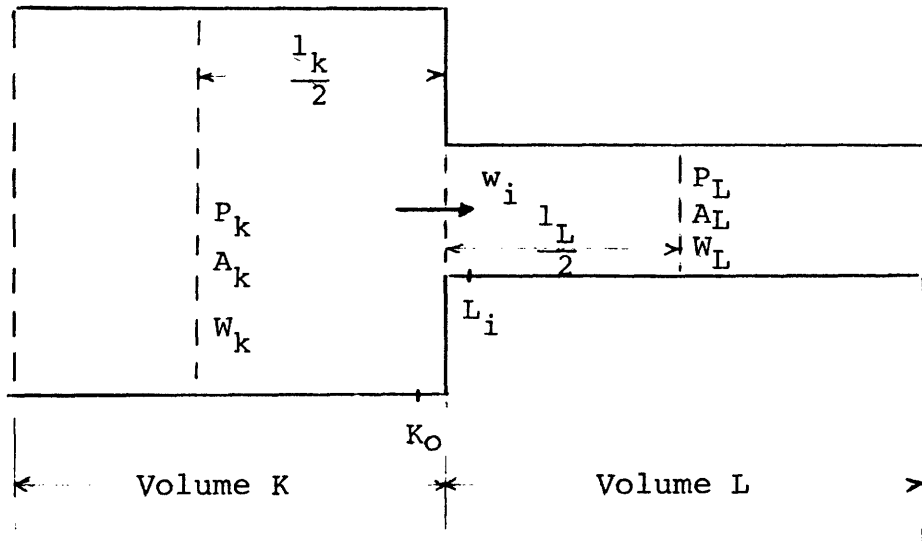 l_k
2
P_k
A_k
W_k
w_i
l_L
2
P_L
A_L
W_L
L_i
K_O
Volume K
Volume L